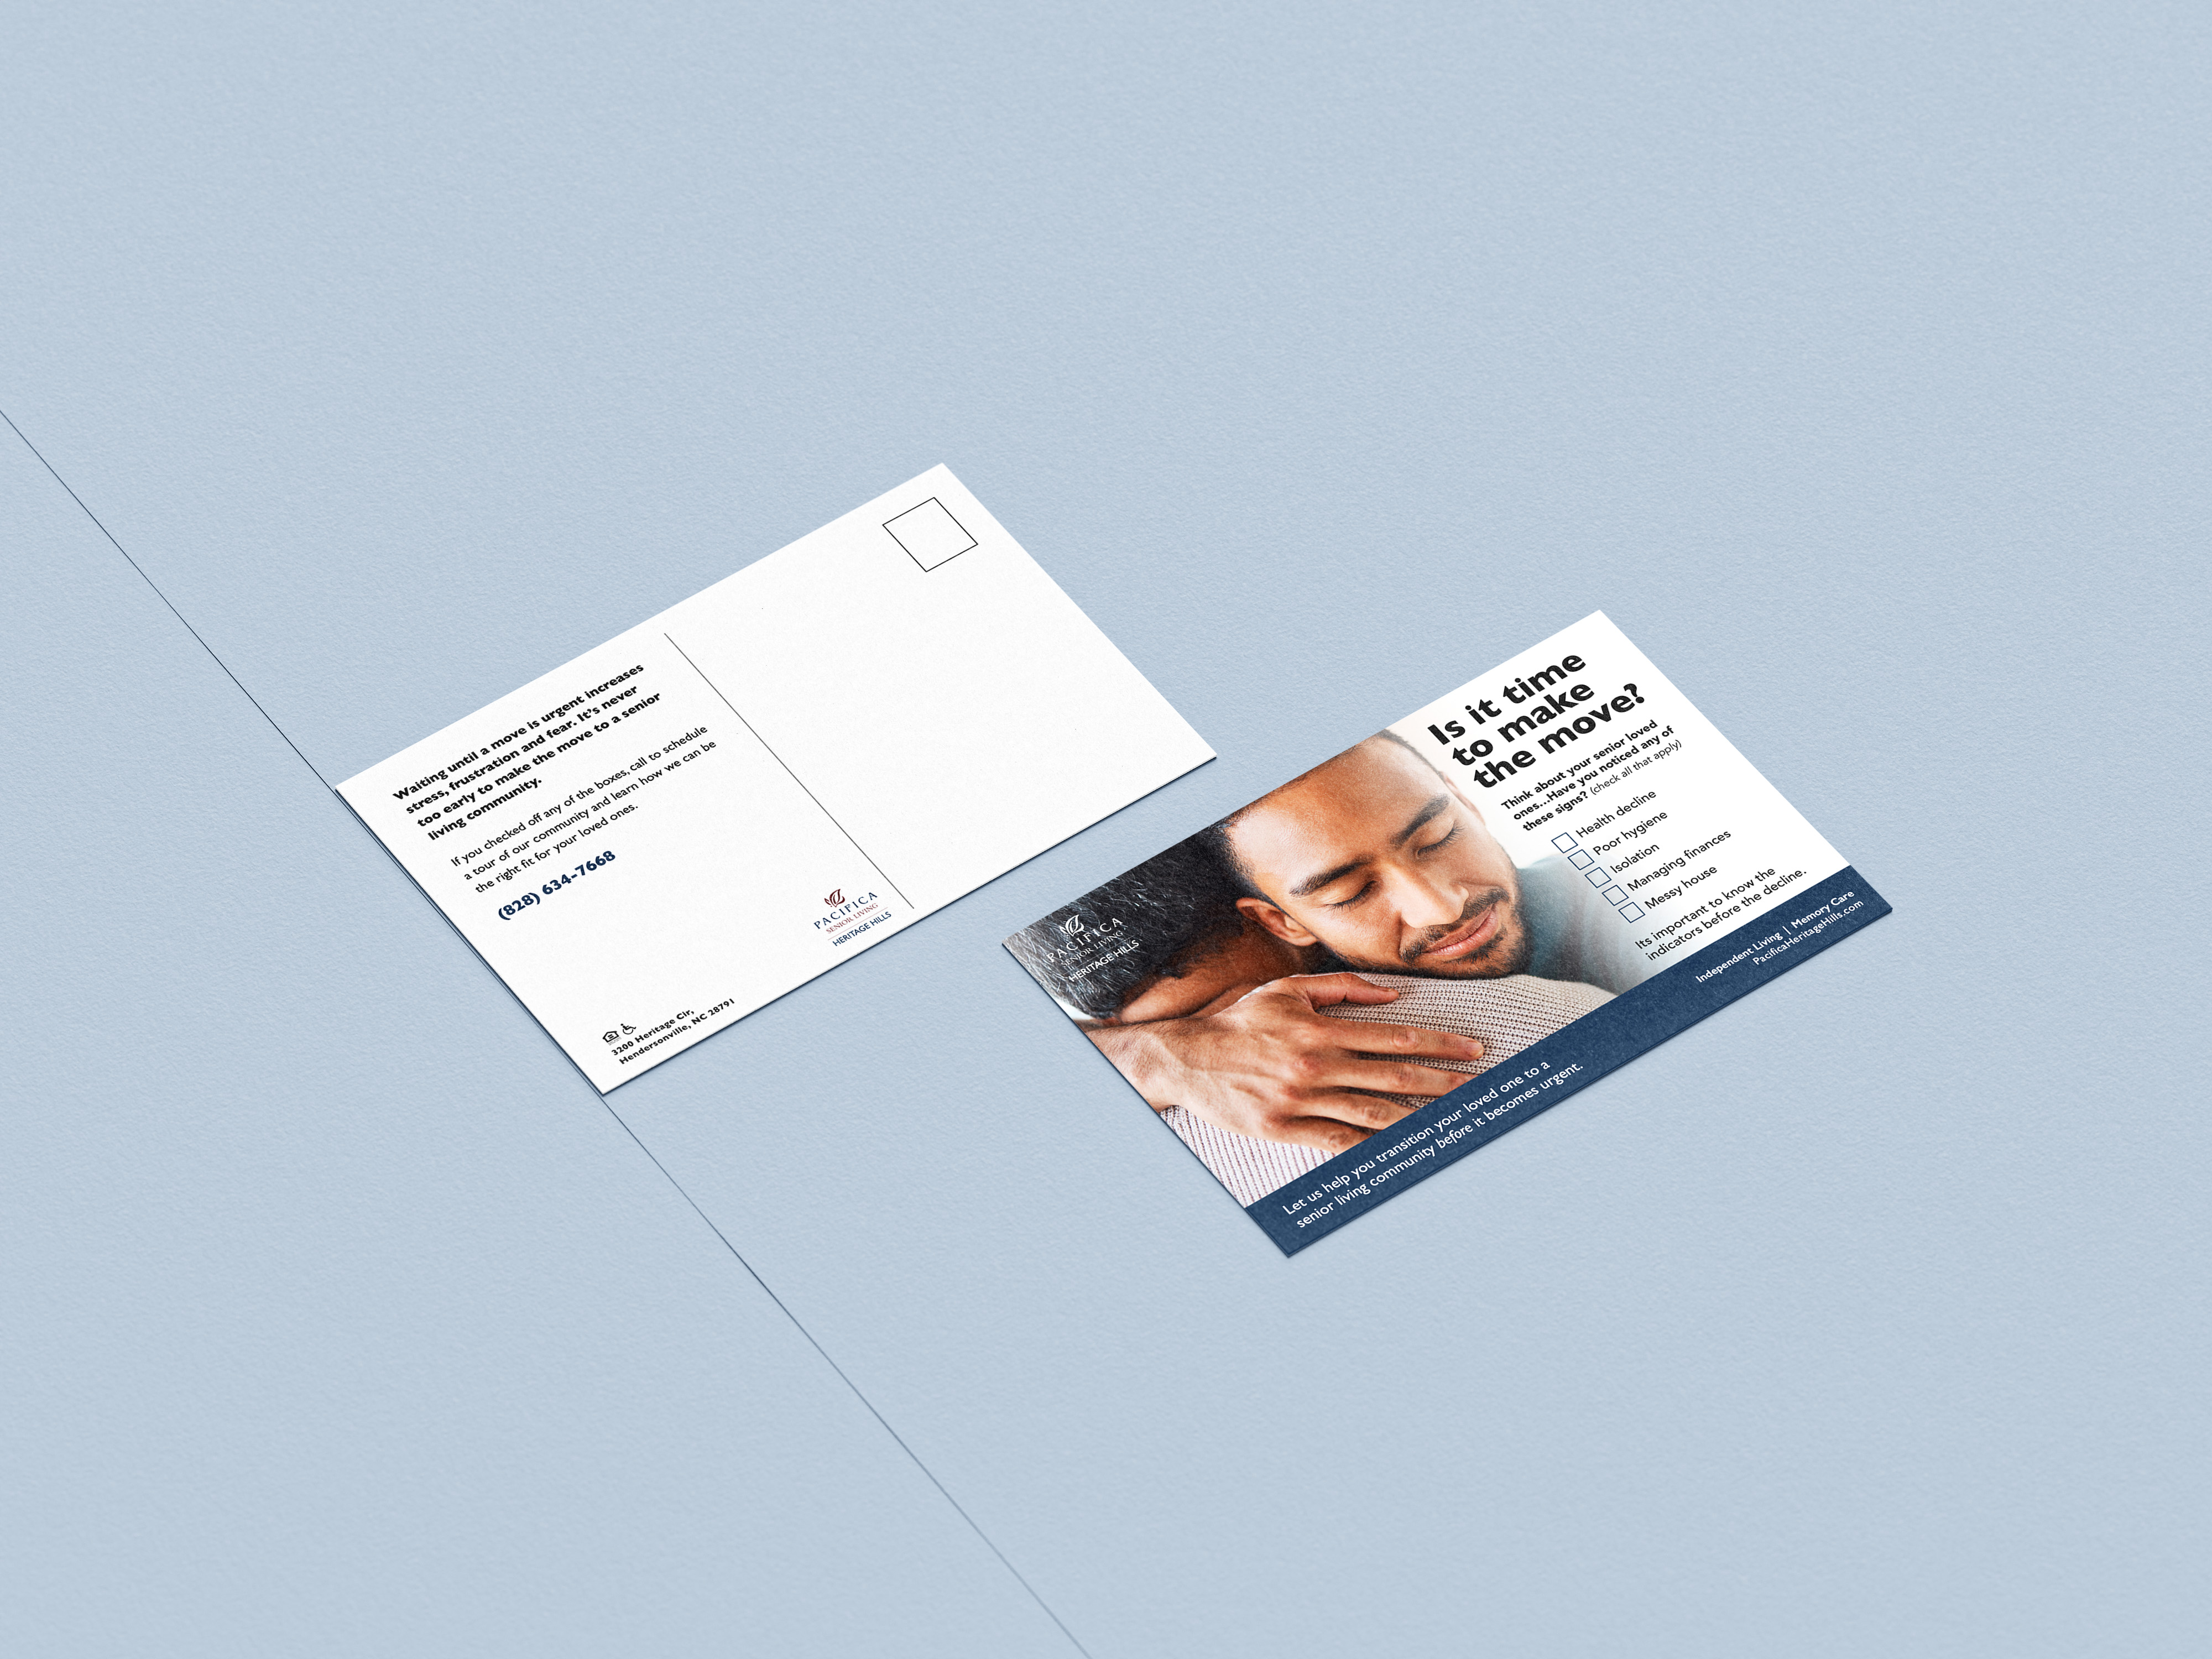 Waiting until a move is urgent increases
stress, frustration and fear. It's never
too early to make the move to a senior
living community.
If you checked off any of the boxes, call to schedule
a tour of our community and learn how we can be
the right fit for your loved ones.
(828) 634-7668
PACIFICA
SENIOR LIVING
HERITAGE HILLS
3200 Heritage Cir,
Hendersonville, NC 28791
Is it time
to make
the move?
Think about your senior loved
ones...Have you noticed any of
these signs? (check all that apply)
Health decline
Poor hygiene
Isolation
Managing finances
Messy house
Its important to know the
indicators before the decline.
PACIFICA
SENIOR LIVING
HERITAGE HILLS
Let us help you transition your loved one to a
senior living community before it becomes urgent.
Independent Living | Memory Care
PacificaHeritageHills.com